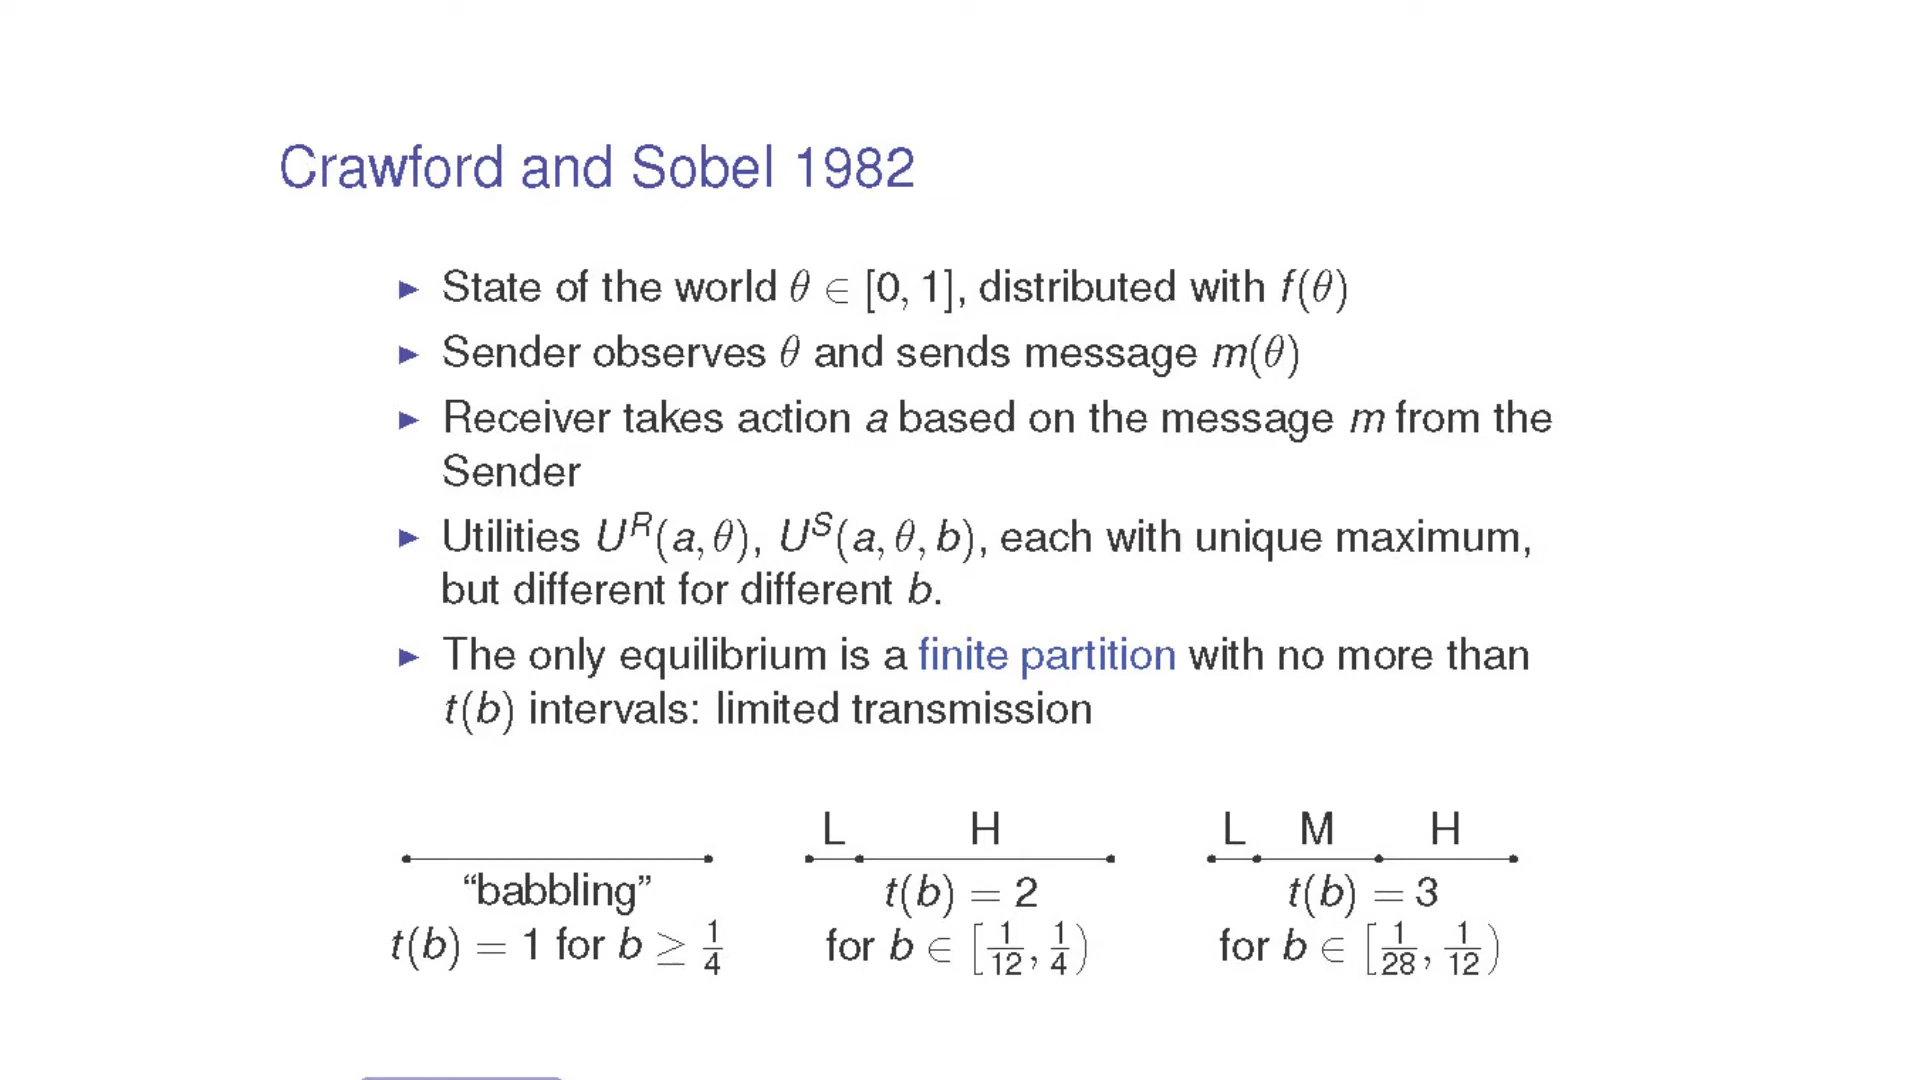 Crawford and Sobel 1982
▶ State of the world θ ∈ [0, 1], distributed with f(θ)
▶ Sender observes θ and sends message m(θ)
▶ Receiver takes action a based on the message m from the
Sender
▶ Utilities U^R(a, θ), U^S(a, θ, b), each with unique maximum,
but different for different b.
▶ The only equilibrium is a finite partition with no more than
t(b) intervals: limited transmission
L H L M H
“babbling” t(b) = 2 t(b) = 3
t(b) = 1 for b ≥ 1/4 for b ∈ [1/12, 1/4) for b ∈ [1/28, 1/12)